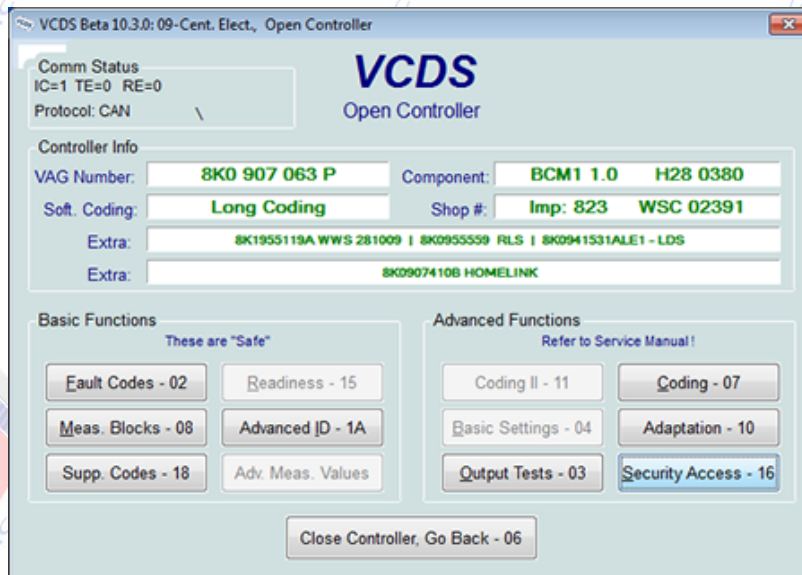 VCDS Beta 10.3.0: 09-Cent. Elect., Open Controller
Comm Status
IC=1 TE=0 RE=0
Protocol: CAN \
VCDS
Open Controller
Controller Info
VAG Number: 8K0 907 063 P Component: BCM1 1.0 H28 0380
Soft. Coding: Long Coding Shop #: Imp: 823 WSC 02391
Extra: 8K1955119A WWS 281009 | 8K0955559 RLS | 8K0941531ALE1 - LDS
Extra: 8K0907410B HOMELINK
Basic Functions
These are "Safe"
Fault Codes - 02 Readiness - 15
Meas. Blocks - 08 Advanced ID - 1A
Supp. Codes - 18 Adv. Meas. Values
Advanced Functions
Refer to Service Manual!
Coding II - 11 Coding - 07
Basic Settings - 04 Adaptation - 10
Output Tests - 03 Security Access - 16
Close Controller, Go Back - 06